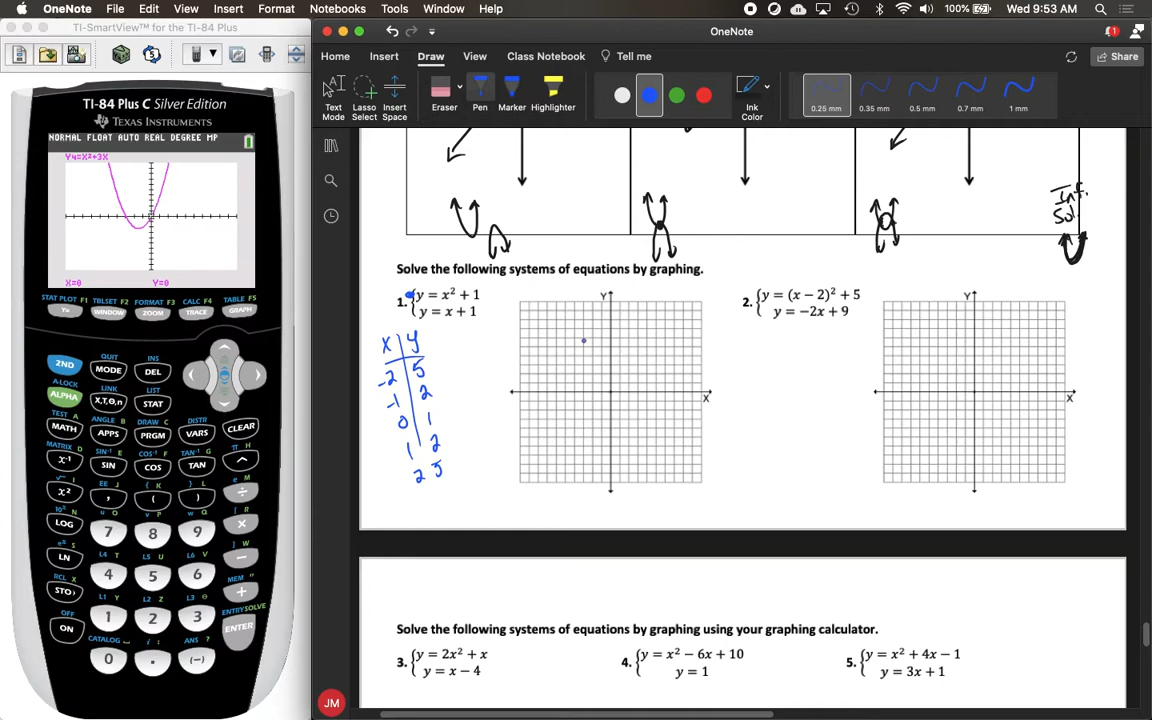 OneNote File Edit View Insert Format Notebooks Tools Window Help 100% Wed 9:53 AM
TI-SmartView™ for the TI-84 Plus
OneNote
Home Insert Draw View Class Notebook Tell me Share
Text Mode
Lasso Select
Insert Space
Eraser
Pen
Marker
Highlighter
Ink Color
0.25 mm 0.35 mm 0.5 mm 0.7 mm 1 mm
TI-84 Plus C Silver Edition
TEXAS INSTRUMENTS
NORMAL FLOAT AUTO REAL DEGREE MP
Y4=X²+3X
X=0 Y=0
STAT PLOT F1 TBLSET F2 FORMAT F3 CALC F4 TABLE F5
Y= WINDOW ZOOM TRACE GRAPH
QUIT INS
2ND MODE DEL
A-LOCK LINK LIST
ALPHA X,T,θ,n STAT
TEST A ANGLE B DRAW C DISTR
MATH APPS PRGM VARS CLEAR
MATRIX D SIN⁻¹ E COS⁻¹ F TAN⁻¹ G π H
x⁻¹ SIN COS TAN ^
√ I EE J { K } L e M
x² , ( ) ÷
10ˣ N u O v P w Q [ R
LOG 7 8 9 ×
eˣ S L4 T L5 U L6 V ] W
LN 4 5 6 −
RCL X L1 Y L2 Z L3 θ MEM "
STO› 1 2 3 +
OFF CATALOG i : ANS ? ENTRY SOLVE
ON 0 . (−) ENTER
Inf.
Sol.
Solve the following systems of equations by graphing.
1. { y = x² + 1
y = x + 1
Y
X
x y
-2 5
-1 2
0 1
1 2
2 5
2. { y = (x − 2)² + 5
y = −2x + 9
Y
X
Solve the following systems of equations by graphing using your graphing calculator.
3. { y = 2x² + x
y = x − 4
4. { y = x² − 6x + 10
y = 1
5. { y = x² + 4x − 1
y = 3x + 1
JM